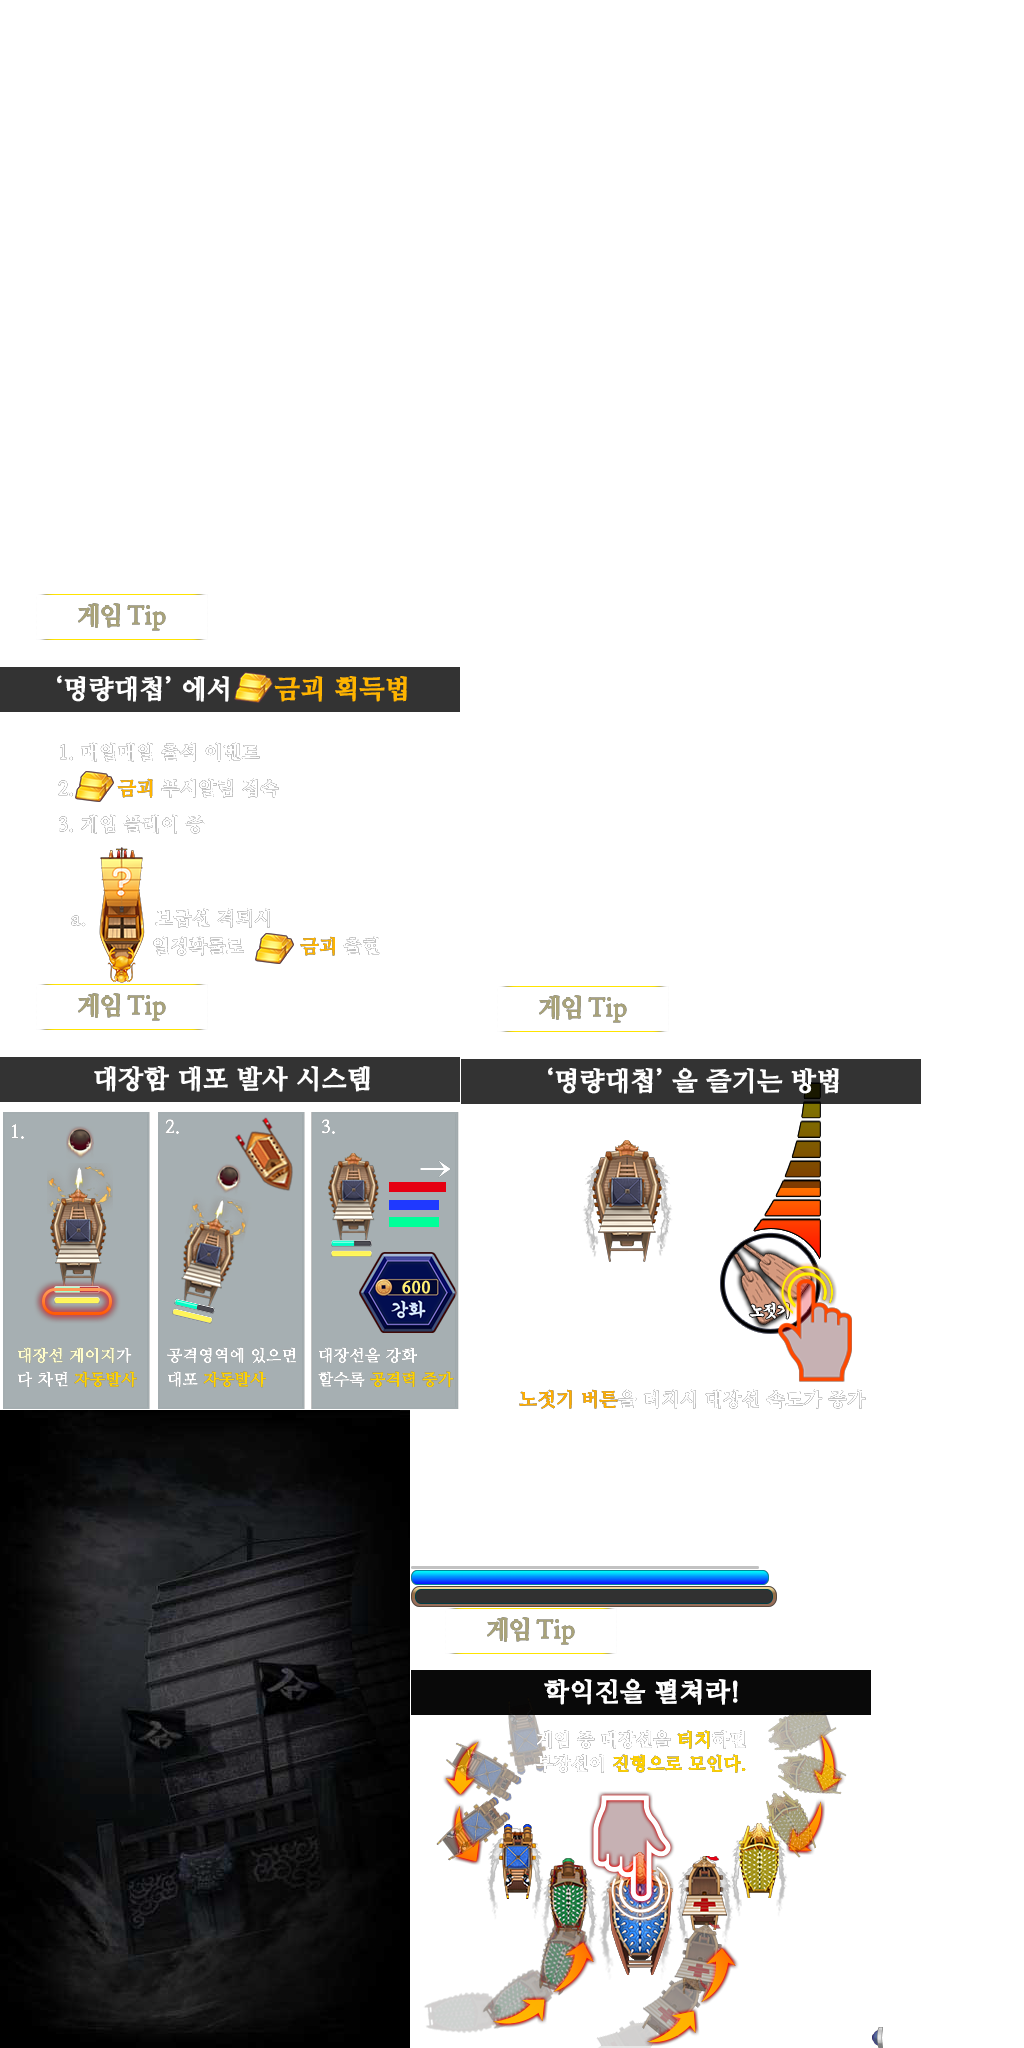 게임 Tip
‘명량대첩’ 에서 금괴 획득법
1. 매일매일 출석 이벤트
2. 금괴 푸시알림 접속
3. 게임 플레이 중
?
a. 보급선 격퇴시
일정확률로 금괴 출현
게임 Tip
대장함 대포 발사 시스템
1.
대장선 게이지가
다 차면 자동발사
2.
공격영역에 있으면
대포 자동발사
3.
600
강화
대장선을 강화
할수록 공격력 증가
게임 Tip
‘명량대첩’ 을 즐기는 방법
노젓기
노젓기 버튼을 터치시 대장선 속도가 증가
게임 Tip
학익진을 펼쳐라!
게임 중 대장선을 터치하면
부장선이 진형으로 모인다.